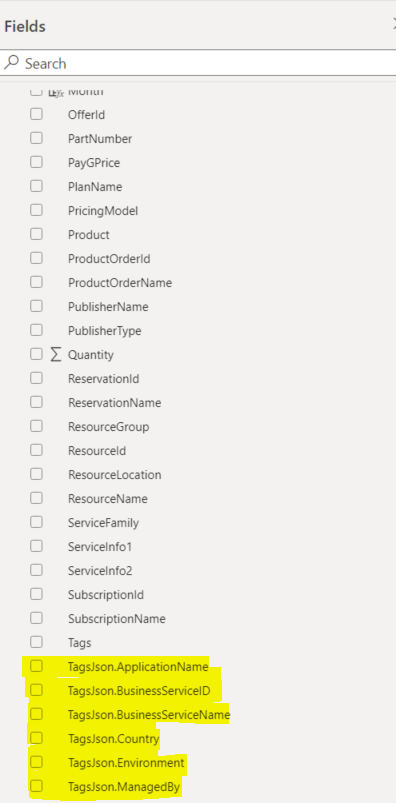 Fields
Search
Month
OfferId
PartNumber
PayGPrice
PlanName
PricingModel
Product
ProductOrderId
ProductOrderName
PublisherName
PublisherType
Quantity
ReservationId
ReservationName
ResourceGroup
ResourceId
ResourceLocation
ResourceName
ServiceFamily
ServiceInfo1
ServiceInfo2
SubscriptionId
SubscriptionName
Tags
TagsJson.ApplicationName
TagsJson.BusinessServiceID
TagsJson.BusinessServiceName
TagsJson.Country
TagsJson.Environment
TagsJson.ManagedBy